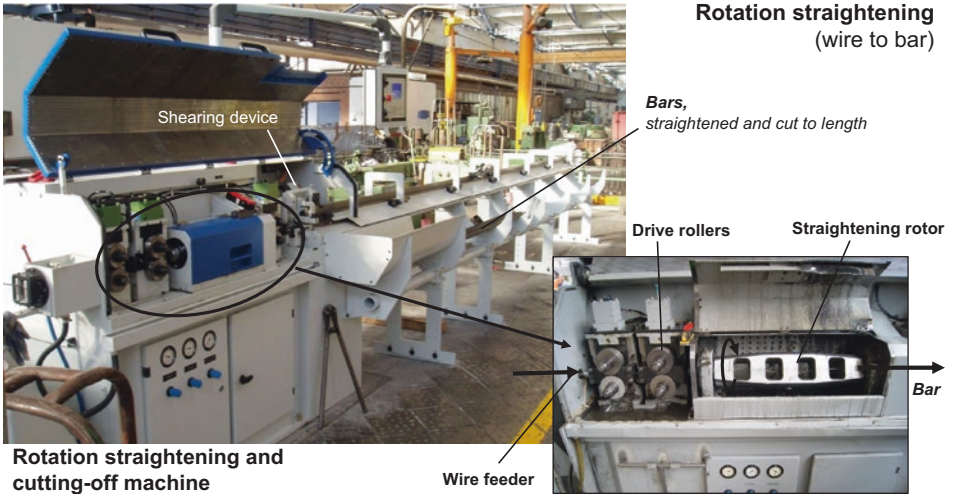 Rotation straightening
(wire to bar)
Shearing device
Bars,
straightened and cut to length
Drive rollers
Straightening rotor
Bar
Wire feeder
Rotation straightening and
cutting-off machine